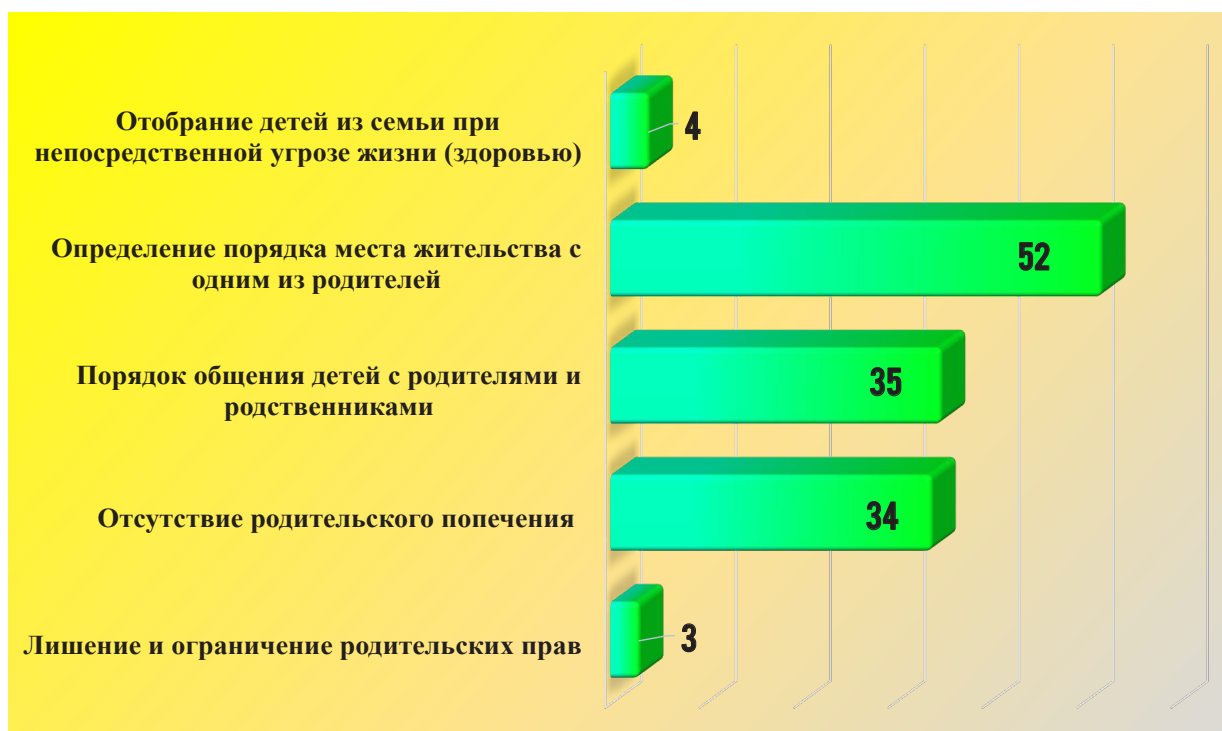 Отобрание детей из семьи при
непосредственной угрозе жизни (здоровью)
4
Определение порядка места жительства с
одним из родителей
52
Порядок общения детей с родителями и
родственниками
35
Отсутствие родительского попечения
34
Лишение и ограничение родительских прав
3